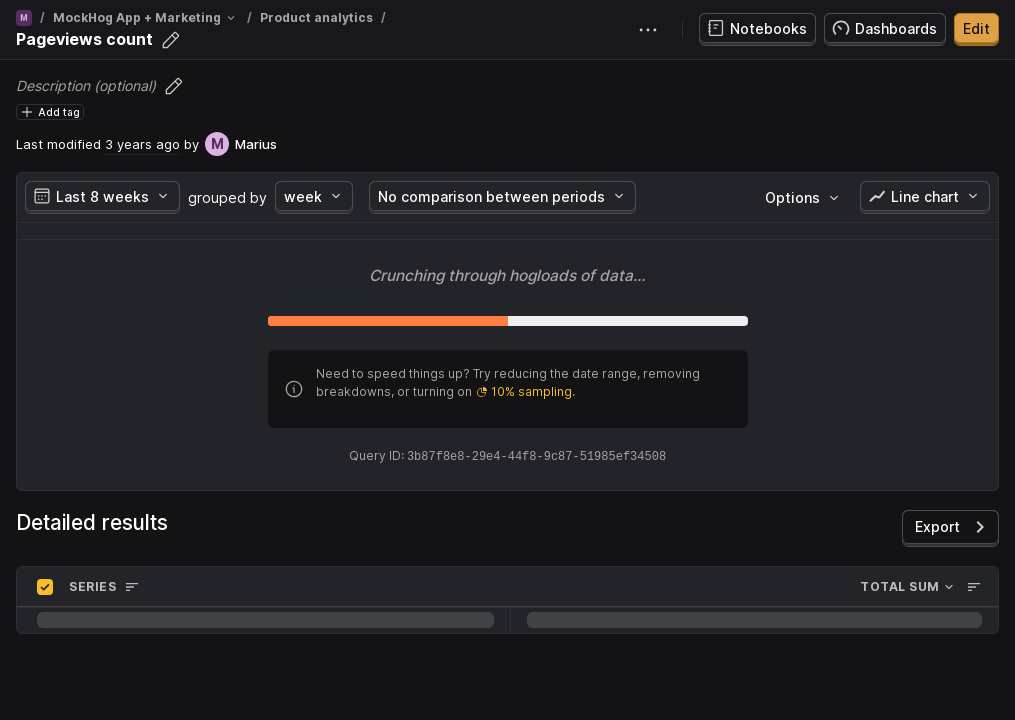 M / MockHog App + Marketing / Product analytics /
Pageviews count
Notebooks
Dashboards
Edit
Description (optional)
Add tag
Last modified 3 years ago by M Marius
Last 8 weeks grouped by week No comparison between periods Options Line chart
Crunching through hogloads of data...
Need to speed things up? Try reducing the date range, removing
breakdowns, or turning on 10% sampling.
Query ID: 3b87f8e8-29e4-44f8-9c87-51985ef34508
Detailed results
Export
SERIES TOTAL SUM